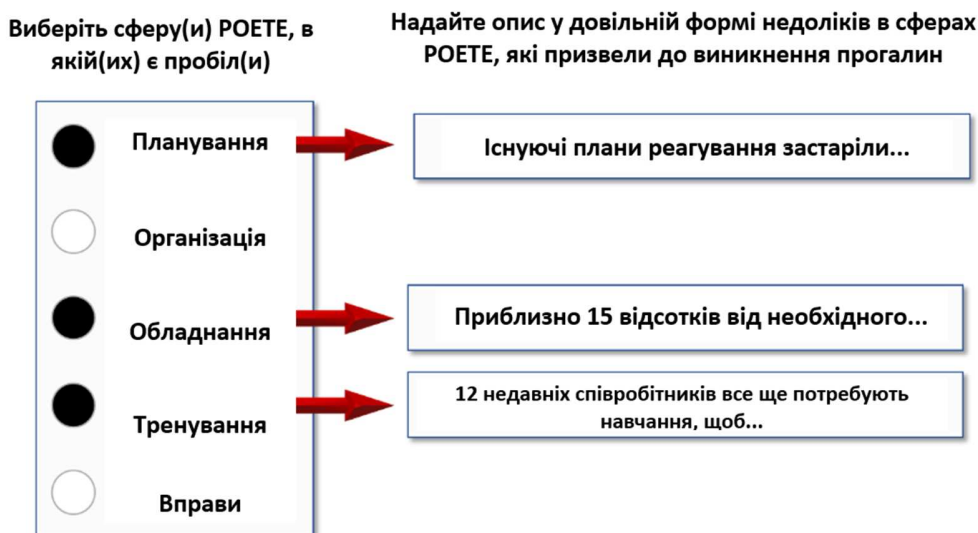 Виберіть сферу(и) POETE, в
якій(их) є пробіл(и)
Надайте опис у довільній формі недоліків в сферах
POETE, які призвели до виникнення прогалин
Планування
Існуючі плани реагування застаріли...
Організація
Обладнання
Приблизно 15 відсотків від необхідного...
Тренування
12 недавніх співробітників все ще потребують
навчання, щоб...
Вправи